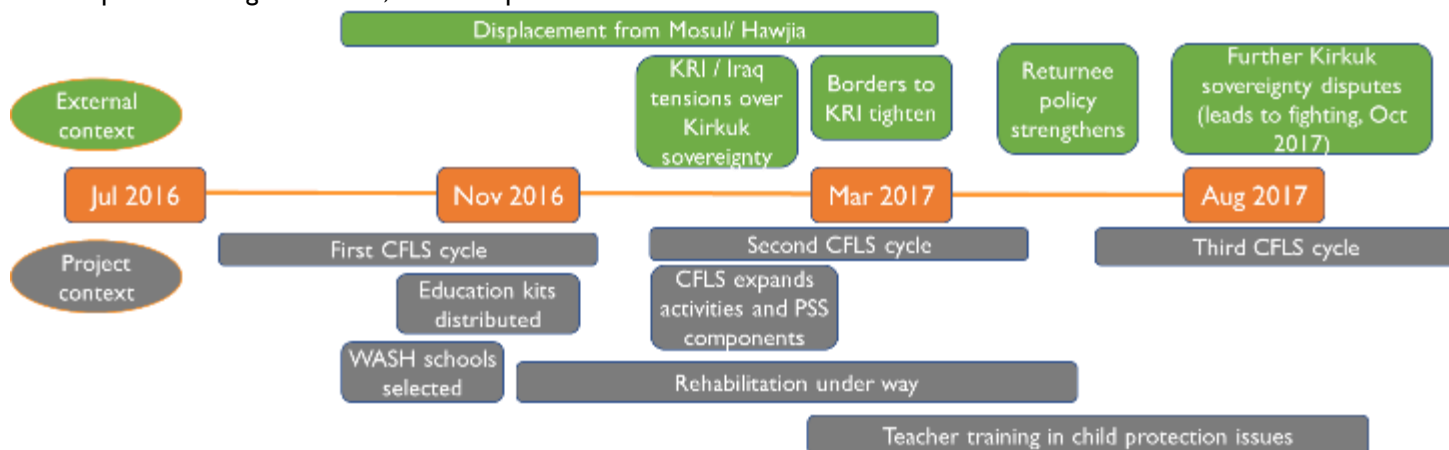 Displacement from Mosul/ Hawjia
External
context
KRI / Iraq
tensions over
Kirkuk
sovereignty
Borders to
KRI tighten
Returnee
policy
strengthens
Further Kirkuk
sovereignty disputes
(leads to fighting, Oct
2017)
Jul 2016
Nov 2016
Mar 2017
Aug 2017
Project
context
First CFLS cycle
Second CFLS cycle
Third CFLS cycle
Education kits
distributed
CFLS expands
activities and PSS
components
WASH schools
selected
Rehabilitation under way
Teacher training in child protection issues